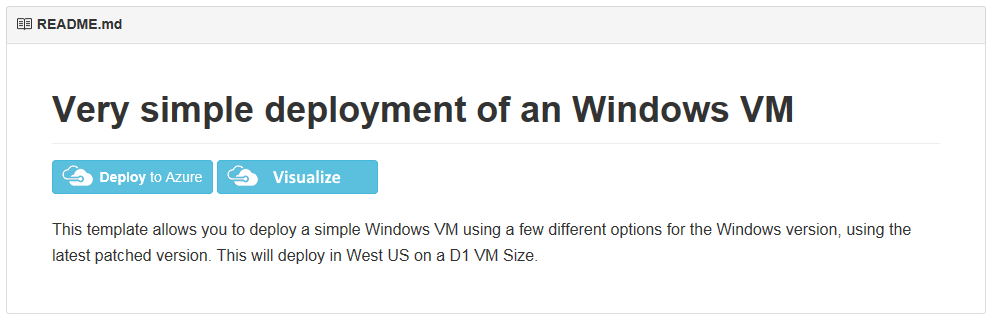 README.md
Very simple deployment of an Windows VM
Deploy to Azure Visualize
This template allows you to deploy a simple Windows VM using a few different options for the Windows version, using the
latest patched version. This will deploy in West US on a D1 VM Size.